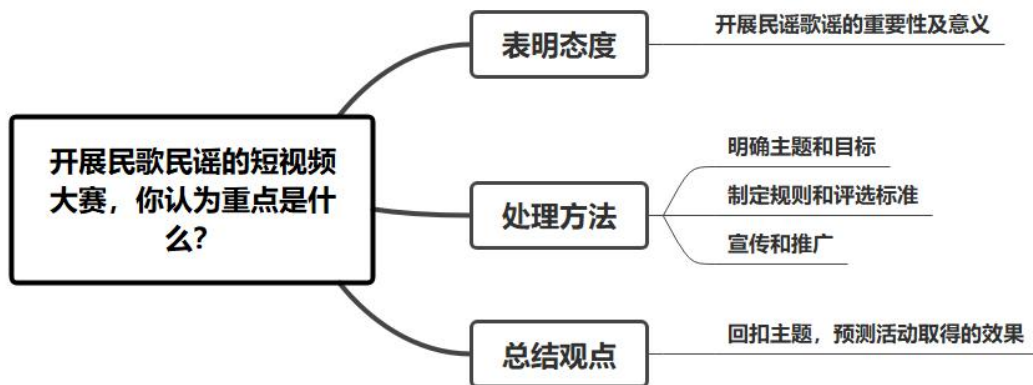 开展民歌民谣的短视频
大赛，你认为重点是什
么？
表明态度
开展民谣歌谣的重要性及意义
处理方法
明确主题和目标
制定规则和评选标准
宣传和推广
总结观点
回扣主题，预测活动取得的效果